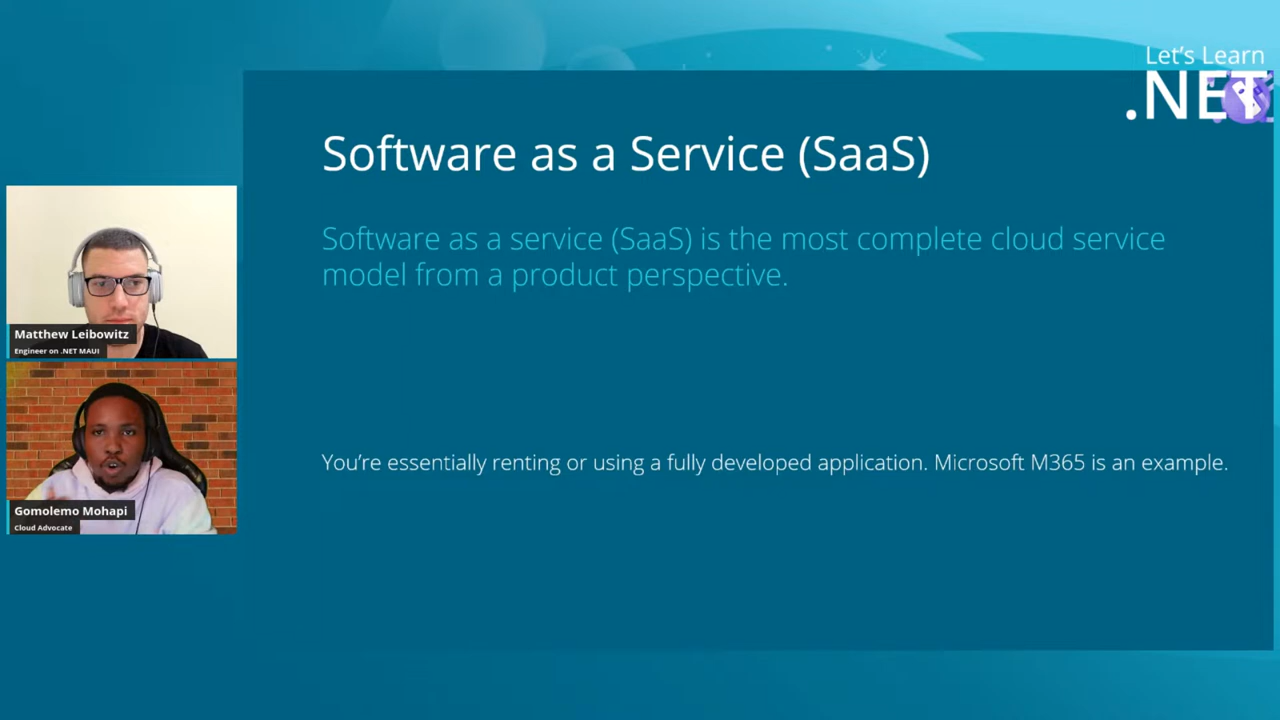 Let's Learn
.NET
Software as a Service (SaaS)
Software as a service (SaaS) is the most complete cloud service
model from a product perspective.
You're essentially renting or using a fully developed application. Microsoft M365 is an example.
Matthew Leibowitz
Engineer on .NET MAUI
Gomolemo Mohapi
Cloud Advocate